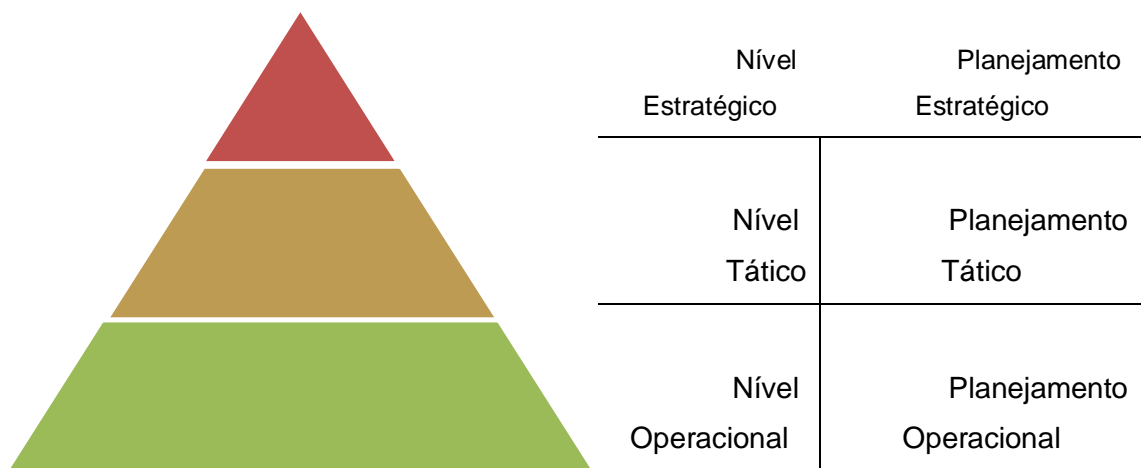 Nível Planejamento
Estratégico Estratégico
Nível Planejamento
Tático Tático
Nível Planejamento
Operacional Operacional